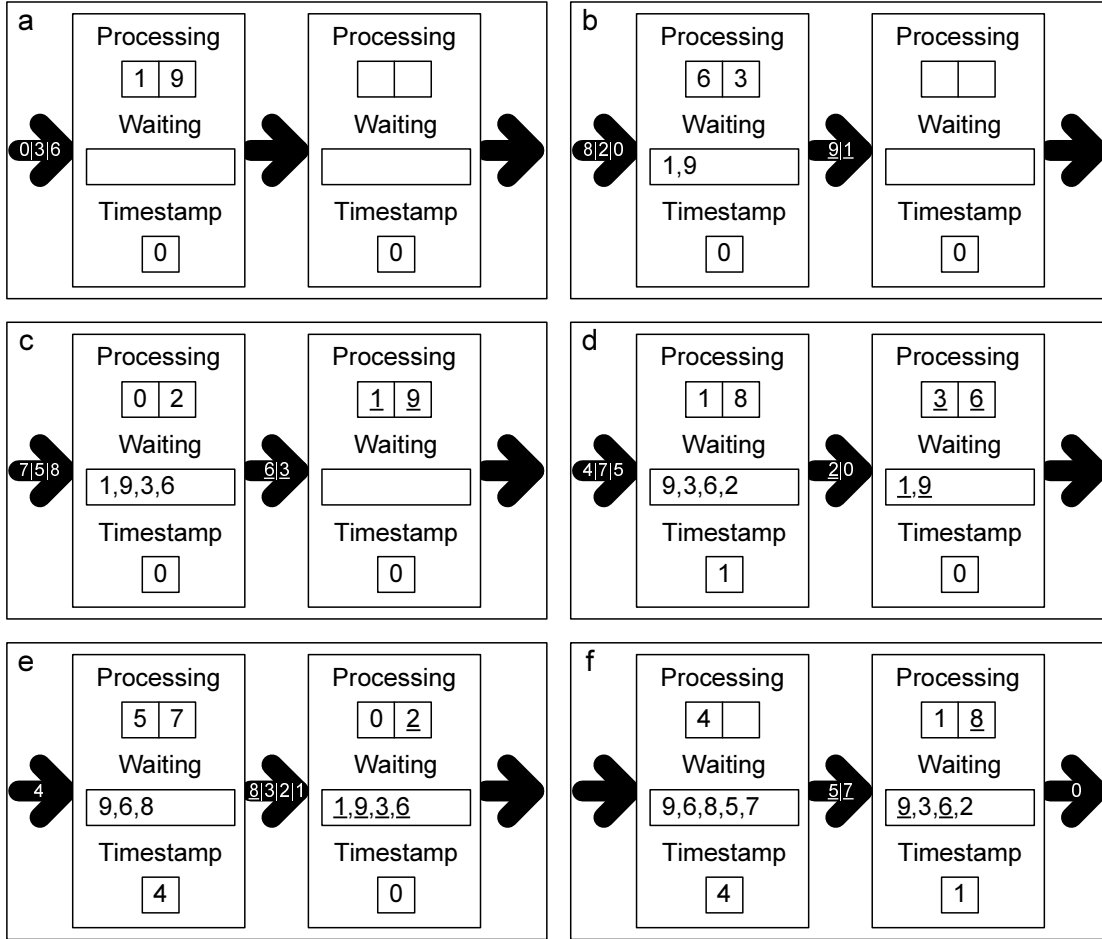 a
Processing Processing
1 9
Waiting Waiting
0|3|6
Timestamp Timestamp
0 0
b
Processing Processing
6 3
Waiting Waiting
8|2|0 9|1
1,9
Timestamp Timestamp
0 0
c
Processing Processing
0 2 1 9
Waiting Waiting
7|5|8 6|3
1,9,3,6
Timestamp Timestamp
0 0
d
Processing Processing
1 8 3 6
Waiting Waiting
4|7|5 2|0
9,3,6,2 1,9
Timestamp Timestamp
1 0
e
Processing Processing
5 7 0 2
Waiting Waiting
4 8|3|2|1
9,6,8 1,9,3,6
Timestamp Timestamp
4 0
f
Processing Processing
4 1 8
Waiting Waiting
5|7 0
9,6,8,5,7 9,3,6,2
Timestamp Timestamp
4 1